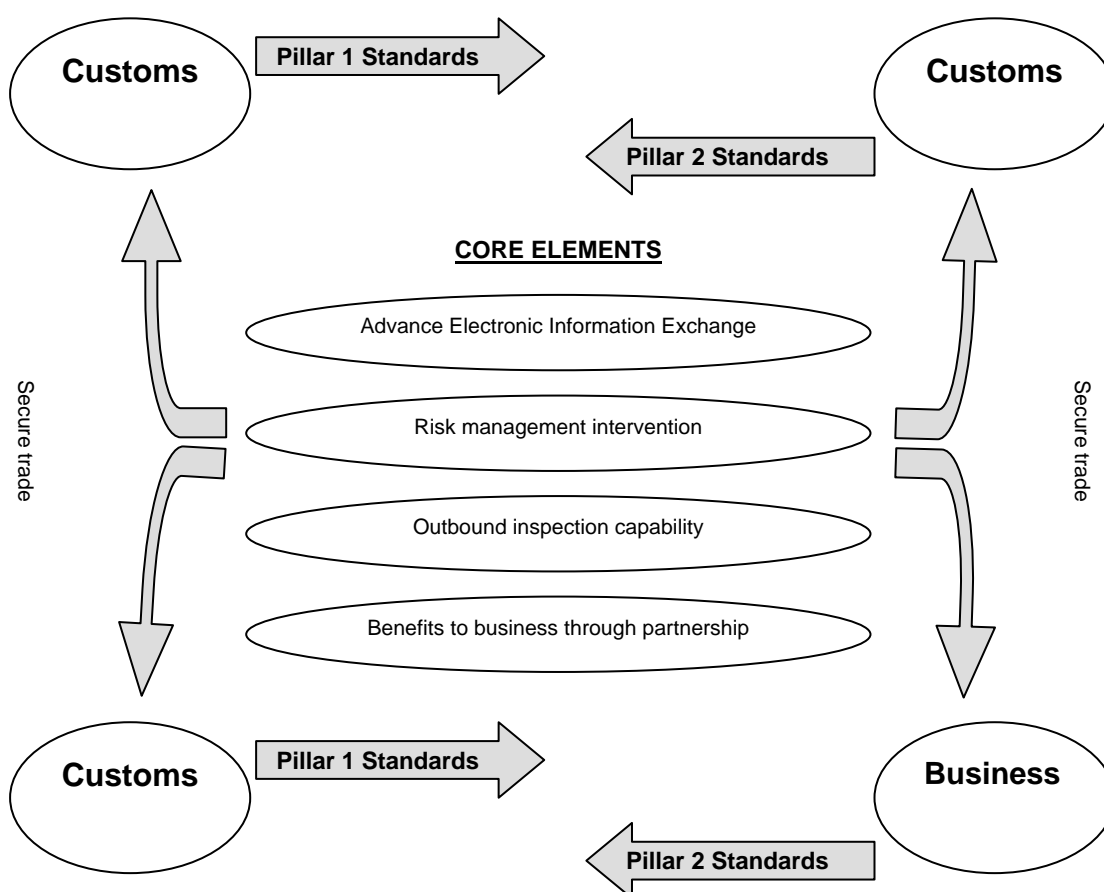 Customs
Pillar 1 Standards
Customs
Pillar 2 Standards
CORE ELEMENTS
Advance Electronic Information Exchange
Secure trade
Risk management intervention
Secure trade
Outbound inspection capability
Benefits to business through partnership
Customs
Pillar 1 Standards
Business
Pillar 2 Standards